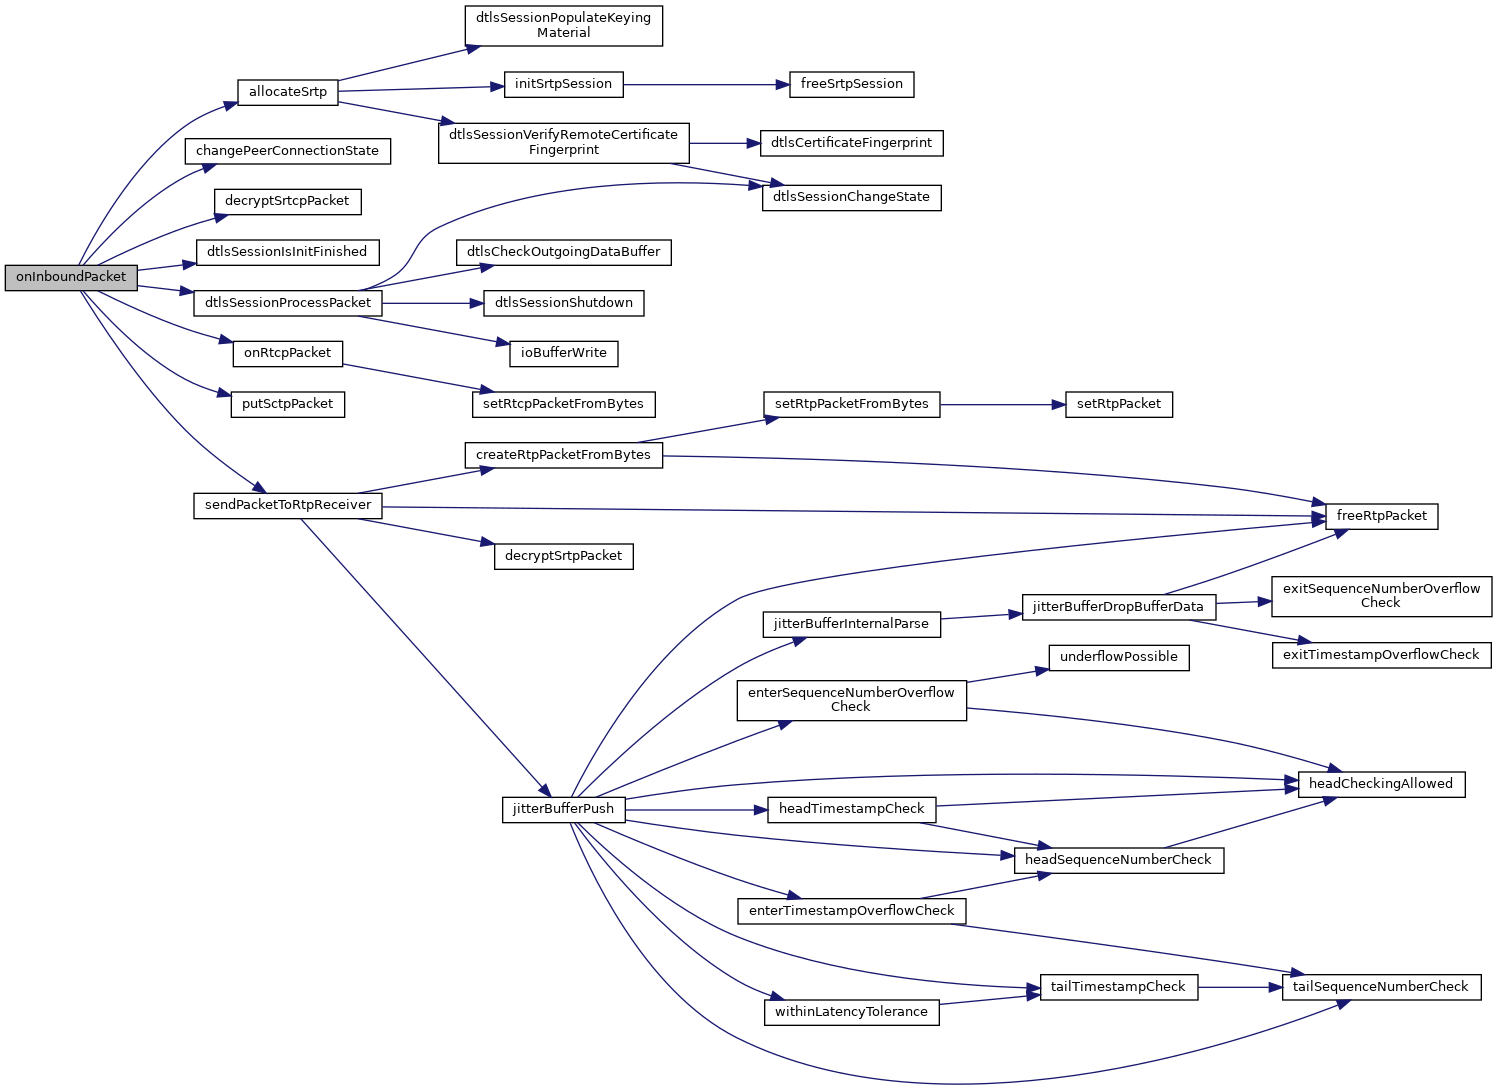 dtlsSessionPopulateKeying
Material
allocateSrtp
initSrtpSession
freeSrtpSession
dtlsSessionVerifyRemoteCertificate
Fingerprint
dtlsCertificateFingerprint
changePeerConnectionState
decryptSrtcpPacket
dtlsSessionChangeState
dtlsSessionIsInitFinished
dtlsCheckOutgoingDataBuffer
onInboundPacket
dtlsSessionProcessPacket
dtlsSessionShutdown
onRtcpPacket
ioBufferWrite
putSctpPacket
setRtcpPacketFromBytes
setRtpPacketFromBytes
setRtpPacket
createRtpPacketFromBytes
sendPacketToRtpReceiver
freeRtpPacket
decryptSrtpPacket
exitSequenceNumberOverflow
Check
jitterBufferDropBufferData
jitterBufferInternalParse
exitTimestampOverflowCheck
underflowPossible
enterSequenceNumberOverflow
Check
headCheckingAllowed
jitterBufferPush
headTimestampCheck
headSequenceNumberCheck
enterTimestampOverflowCheck
tailTimestampCheck
tailSequenceNumberCheck
withinLatencyTolerance